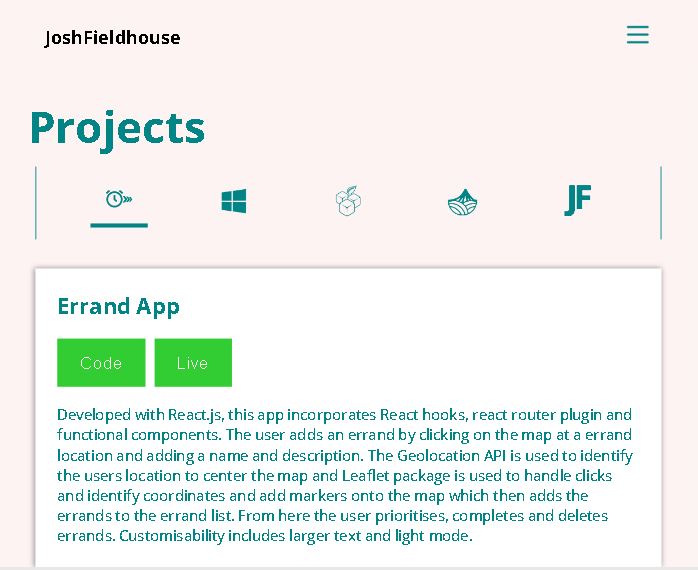 JoshFieldhouse
Projects
JF
Errand App
Code Live
Developed with React.js, this app incorporates React hooks, react router plugin and
functional components. The user adds an errand by clicking on the map at a errand
location and adding a name and description. The Geolocation API is used to identify
the users location to center the map and Leaflet package is used to handle clicks
and identify coordinates and add markers onto the map which then adds the
errands to the errand list. From here the user prioritises, completes and deletes
errands. Customisability includes larger text and light mode.